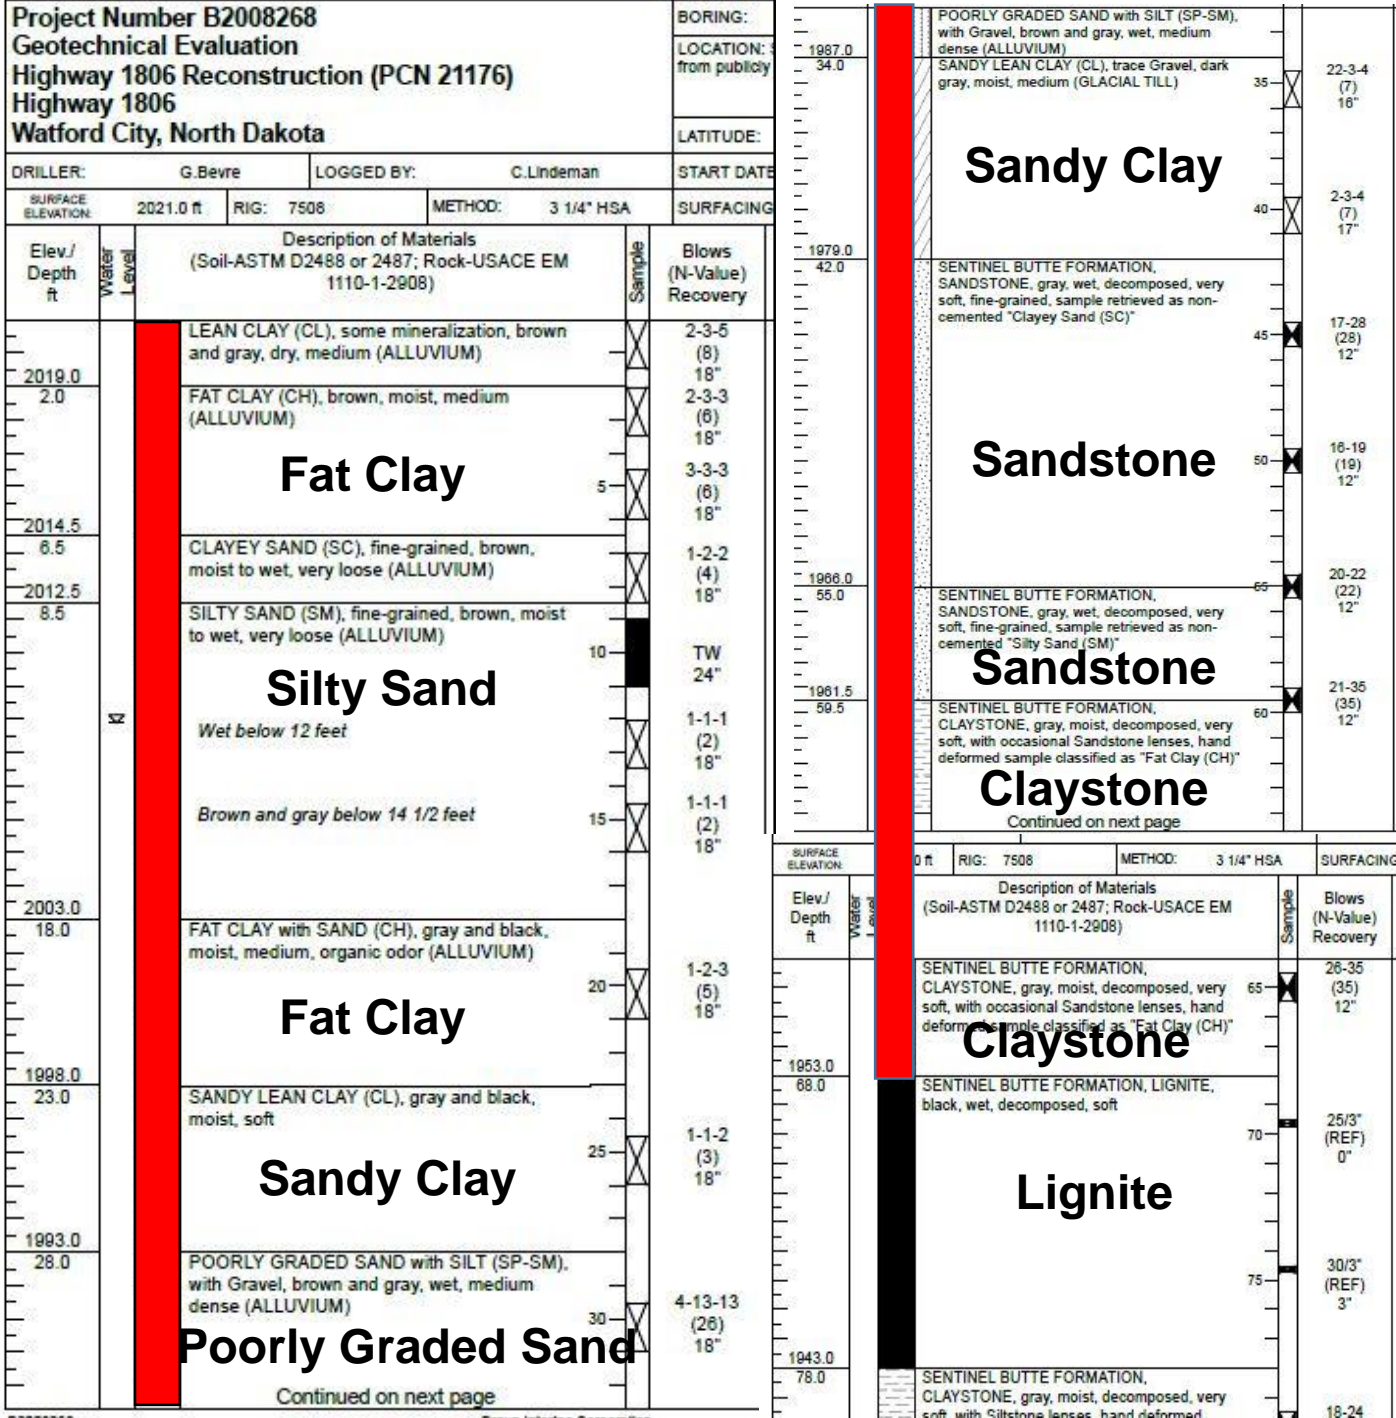 Project Number B2008268
Geotechnical Evaluation
Highway 1806 Reconstruction (PCN 21176)
Highway 1806
Watford City, North Dakota
BORING:
LOCATION:
from publicly
LATITUDE:
DRILLER: G.Bevre LOGGED BY: C.Lindeman START DATE
SURFACE
ELEVATION: 2021.0 ft RIG: 7508 METHOD: 3 1/4" HSA SURFACING
Elev./
Depth
ft
Water
Level
Description of Materials
(Soil-ASTM D2488 or 2487; Rock-USACE EM
1110-1-2908)
Sample
Blows
(N-Value)
Recovery
LEAN CLAY (CL), some mineralization, brown
and gray, dry, medium (ALLUVIUM)
2-3-5
(8)
18"
2019.0
2.0
FAT CLAY (CH), brown, moist, medium
(ALLUVIUM)
2-3-3
(6)
18"
Fat Clay
5
3-3-3
(6)
18"
2014.5
6.5
CLAYEY SAND (SC), fine-grained, brown,
moist to wet, very loose (ALLUVIUM)
1-2-2
(4)
18"
2012.5
8.5
SILTY SAND (SM), fine-grained, brown, moist
to wet, very loose (ALLUVIUM)
10
TW
24"
Silty Sand
Wet below 12 feet
1-1-1
(2)
18"
Brown and gray below 14 1/2 feet
15
1-1-1
(2)
18"
2003.0
18.0
FAT CLAY with SAND (CH), gray and black,
moist, medium, organic odor (ALLUVIUM)
20
1-2-3
(5)
18"
Fat Clay
1998.0
23.0
SANDY LEAN CLAY (CL), gray and black,
moist, soft
25
1-1-2
(3)
18"
Sandy Clay
1993.0
28.0
POORLY GRADED SAND with SILT (SP-SM),
with Gravel, brown and gray, wet, medium
dense (ALLUVIUM)
30
4-13-13
(26)
18"
Poorly Graded Sand
Continued on next page
POORLY GRADED SAND with SILT (SP-SM),
with Gravel, brown and gray, wet, medium
dense (ALLUVIUM)
1987.0
34.0
SANDY LEAN CLAY (CL), trace Gravel, dark
gray, moist, medium (GLACIAL TILL)
35
22-3-4
(7)
16"
Sandy Clay
40
2-3-4
(7)
17"
1979.0
42.0
SENTINEL BUTTE FORMATION,
SANDSTONE, gray, wet, decomposed, very
soft, fine-grained, sample retrieved as non-
cemented "Clayey Sand (SC)"
45
17-28
(28)
12"
Sandstone
50
16-19
(19)
12"
1966.0
55.0
55
20-22
(22)
12"
SENTINEL BUTTE FORMATION,
SANDSTONE, gray, wet, decomposed, very
soft, fine-grained, sample retrieved as non-
cemented "Silty Sand (SM)"
Sandstone
1961.5
59.5
60
21-35
(35)
12"
SENTINEL BUTTE FORMATION,
CLAYSTONE, gray, moist, decomposed, very
soft, with occasional Sandstone lenses, hand
deformed sample classified as "Fat Clay (CH)"
Claystone
Continued on next page
SURFACE
ELEVATION: 0 ft RIG: 7508 METHOD: 3 1/4" HSA SURFACING
Elev./
Depth
ft
Water
Level
Description of Materials
(Soil-ASTM D2488 or 2487; Rock-USACE EM
1110-1-2908)
Sample
Blows
(N-Value)
Recovery
SENTINEL BUTTE FORMATION,
CLAYSTONE, gray, moist, decomposed, very
soft, with occasional Sandstone lenses, hand
deformed sample classified as "Fat Clay (CH)"
65
26-35
(35)
12"
Claystone
1953.0
68.0
SENTINEL BUTTE FORMATION, LIGNITE,
black, wet, decomposed, soft
70
25/3"
(REF)
0"
Lignite
75
30/3"
(REF)
3"
1943.0
78.0
SENTINEL BUTTE FORMATION,
CLAYSTONE, gray, moist, decomposed, very
soft, with Siltstone lenses, hand deformed
18-24